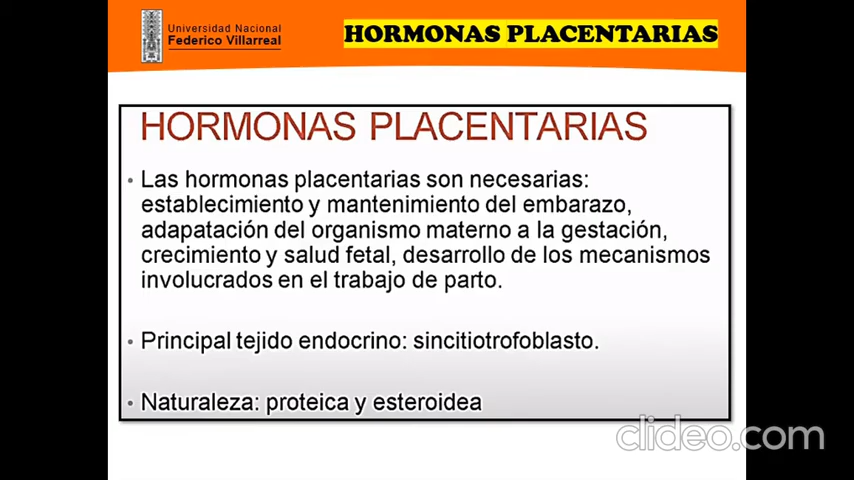 Universidad Nacional
Federico Villarreal
HORMONAS PLACENTARIAS
HORMONAS PLACENTARIAS
• Las hormonas placentarias son necesarias:
establecimiento y mantenimiento del embarazo,
adapatación del organismo materno a la gestación,
crecimiento y salud fetal, desarrollo de los mecanismos
involucrados en el trabajo de parto.
• Principal tejido endocrino: sincitiotrofoblasto.
• Naturaleza: proteica y esteroidea
clideo.com